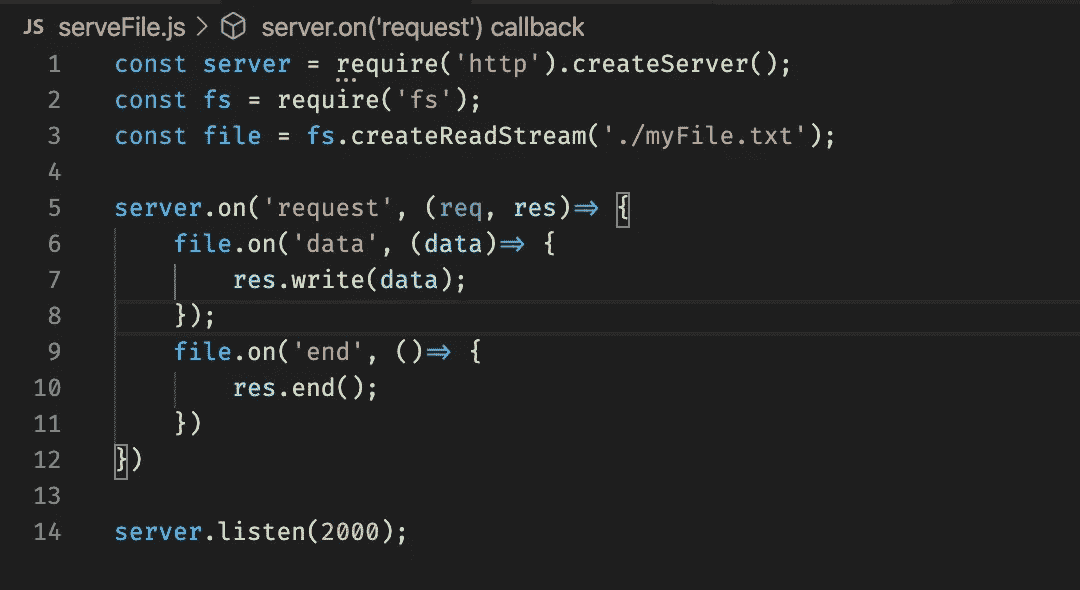 JS serveFile.js > server.on('request') callback
1 const server = require('http').createServer();
2 const fs = require('fs');
3 const file = fs.createReadStream('./myFile.txt');
4
5 server.on('request', (req, res)=> {
6     file.on('data', (data)=> {
7         res.write(data);
8     });
9     file.on('end', ()=> {
10         res.end();
11     })
12 })
13
14 server.listen(2000);